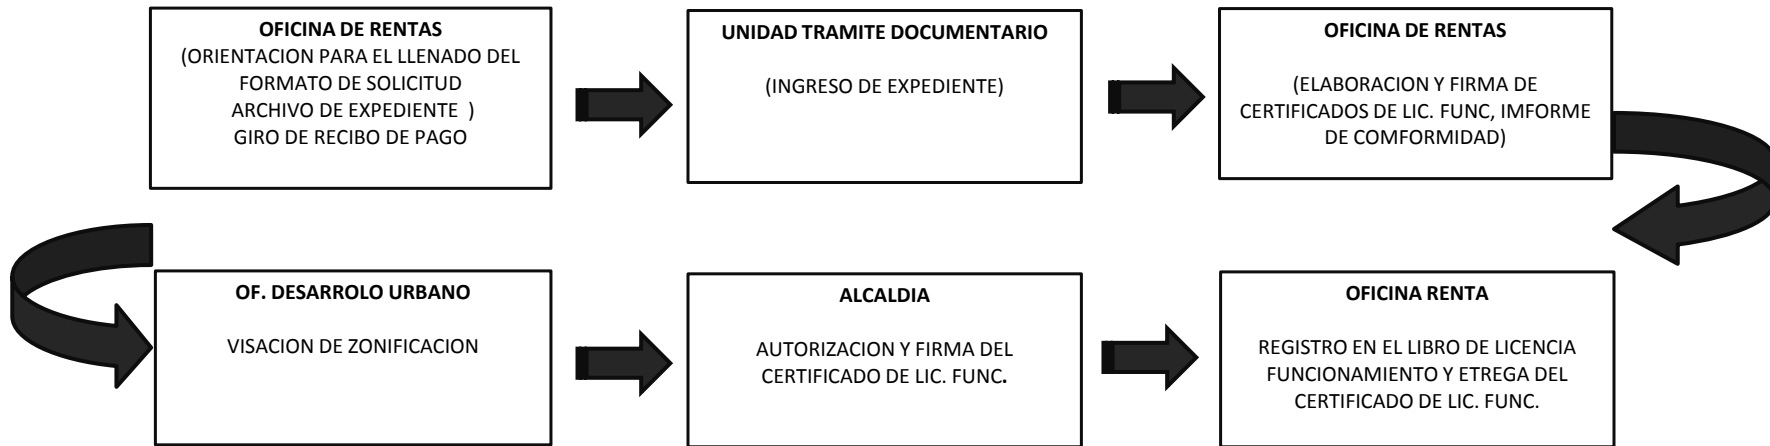 OFICINA DE RENTAS
(ORIENTACION PARA EL LLENADO DEL
FORMATO DE SOLICITUD
ARCHIVO DE EXPEDIENTE )
GIRO DE RECIBO DE PAGO
UNIDAD TRAMITE DOCUMENTARIO
(INGRESO DE EXPEDIENTE)
OFICINA DE RENTAS
(ELABORACION Y FIRMA DE
CERTIFICADOS DE LIC. FUNC, IMFORME
DE COMFORMIDAD)
OF. DESARROLO URBANO
VISACION DE ZONIFICACION
ALCALDIA
AUTORIZACION Y FIRMA DEL
CERTIFICADO DE LIC. FUNC.
OFICINA RENTA
REGISTRO EN EL LIBRO DE LICENCIA
FUNCIONAMIENTO Y ETREGA DEL
CERTIFICADO DE LIC. FUNC.